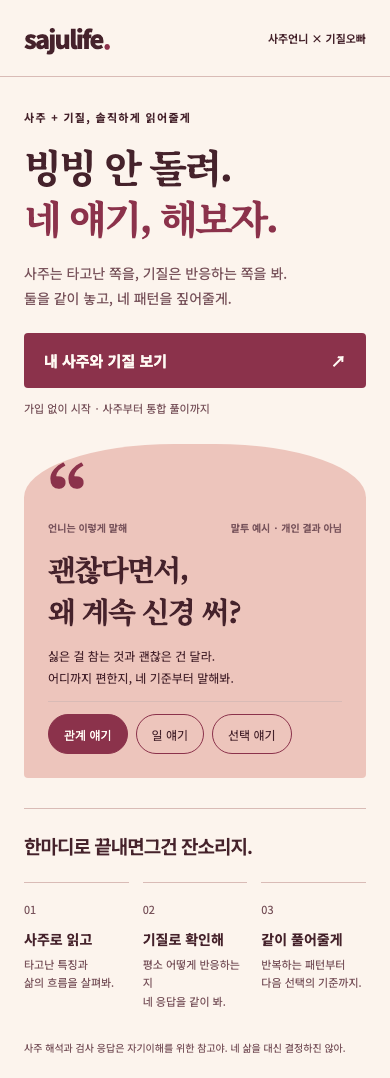 sajulife.
사주언니 × 기질오빠
사주 + 기질, 솔직하게 읽어줄게
빙빙 안 돌려.
네 얘기, 해보자.
사주는 타고난 쪽을, 기질은 반응하는 쪽을 봐.
둘을 같이 놓고, 네 패턴을 짚어줄게.
내 사주와 기질 보기 ↗
가입 없이 시작 · 사주부터 통합 풀이까지
“
언니는 이렇게 말해
말투 예시 · 개인 결과 아님
괜찮다면서,
왜 계속 신경 써?
싫은 걸 참는 것과 괜찮은 건 달라.
어디까지 편한지, 네 기준부터 말해봐.
관계 얘기
일 얘기
선택 얘기
한마디로 끝내면그건 잔소리지.
01
사주로 읽고
타고난 특징과
삶의 흐름을 살펴봐.
02
기질로 확인해
평소 어떻게 반응하는
지
네 응답을 같이 봐.
03
같이 풀어줄게
반복하는 패턴부터
다음 선택의 기준까지.
사주 해석과 검사 응답은 자기이해를 위한 참고야. 네 삶을 대신 결정하진 않아.